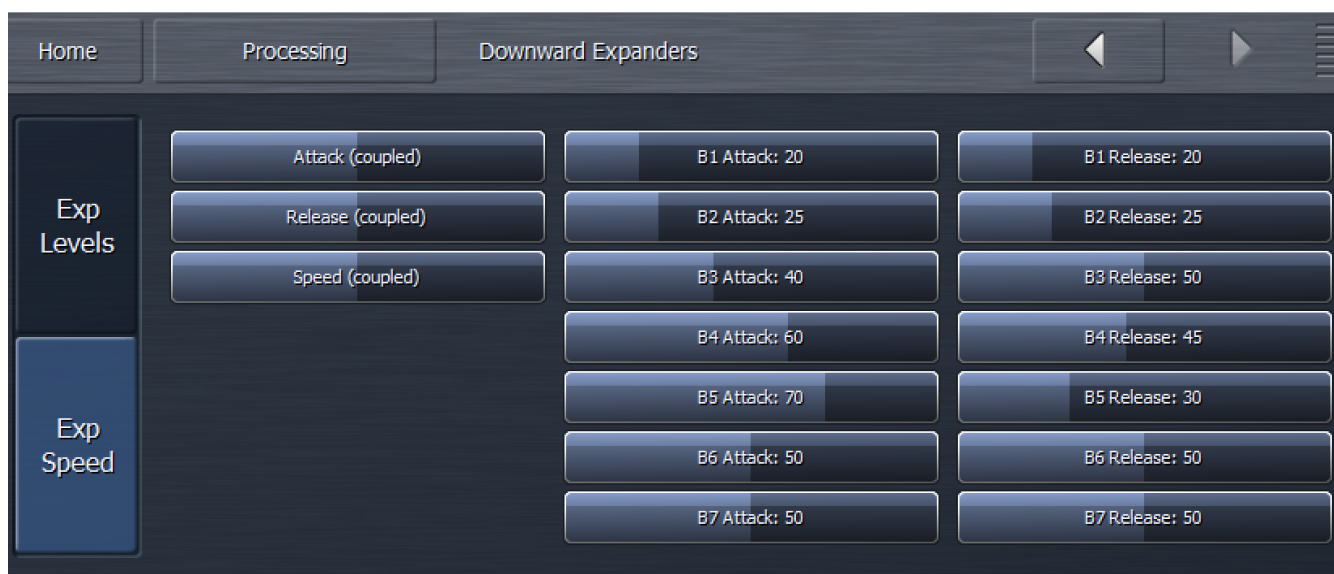 Home
Processing
Downward Expanders
Exp
Levels
Exp
Speed
Attack (coupled)
Release (coupled)
Speed (coupled)
B1 Attack: 20
B2 Attack: 25
B3 Attack: 40
B4 Attack: 60
B5 Attack: 70
B6 Attack: 50
B7 Attack: 50
B1 Release: 20
B2 Release: 25
B3 Release: 50
B4 Release: 45
B5 Release: 30
B6 Release: 50
B7 Release: 50